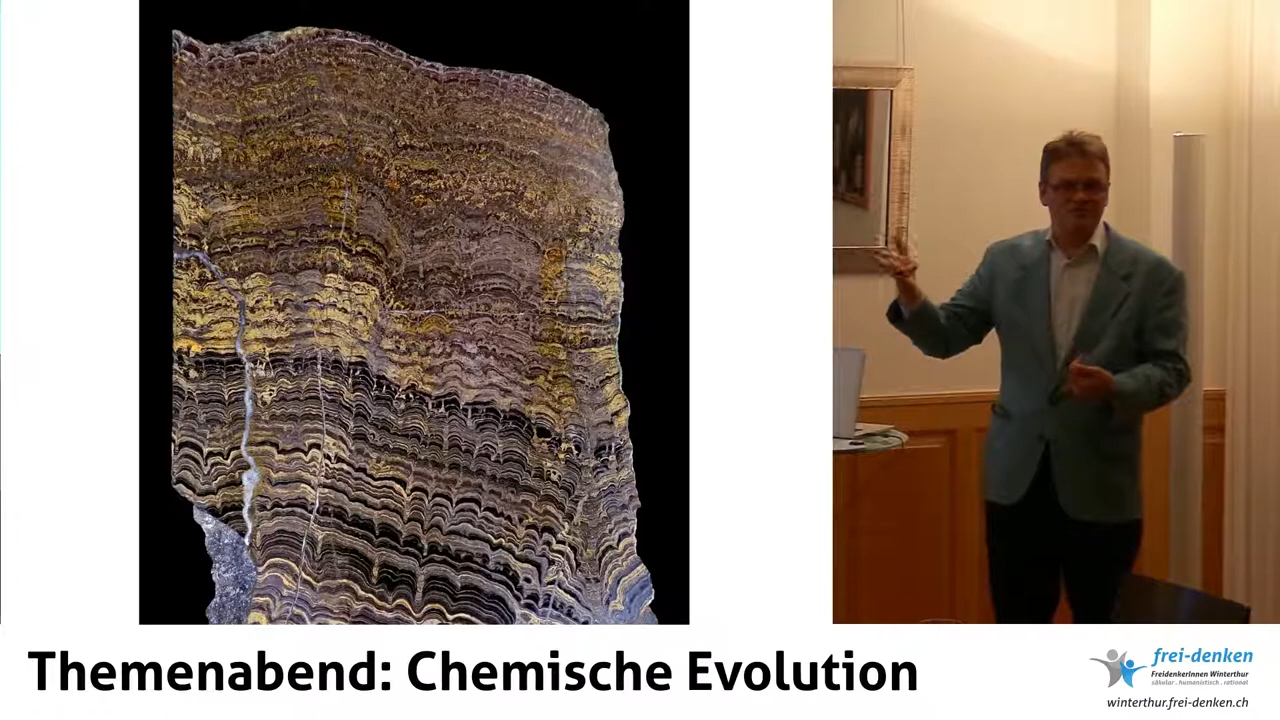 Themenabend: Chemische Evolution
frei-denken
FreidenkerInnen Winterthur
säkular . humanistisch . rational
winterthur.frei-denken.ch